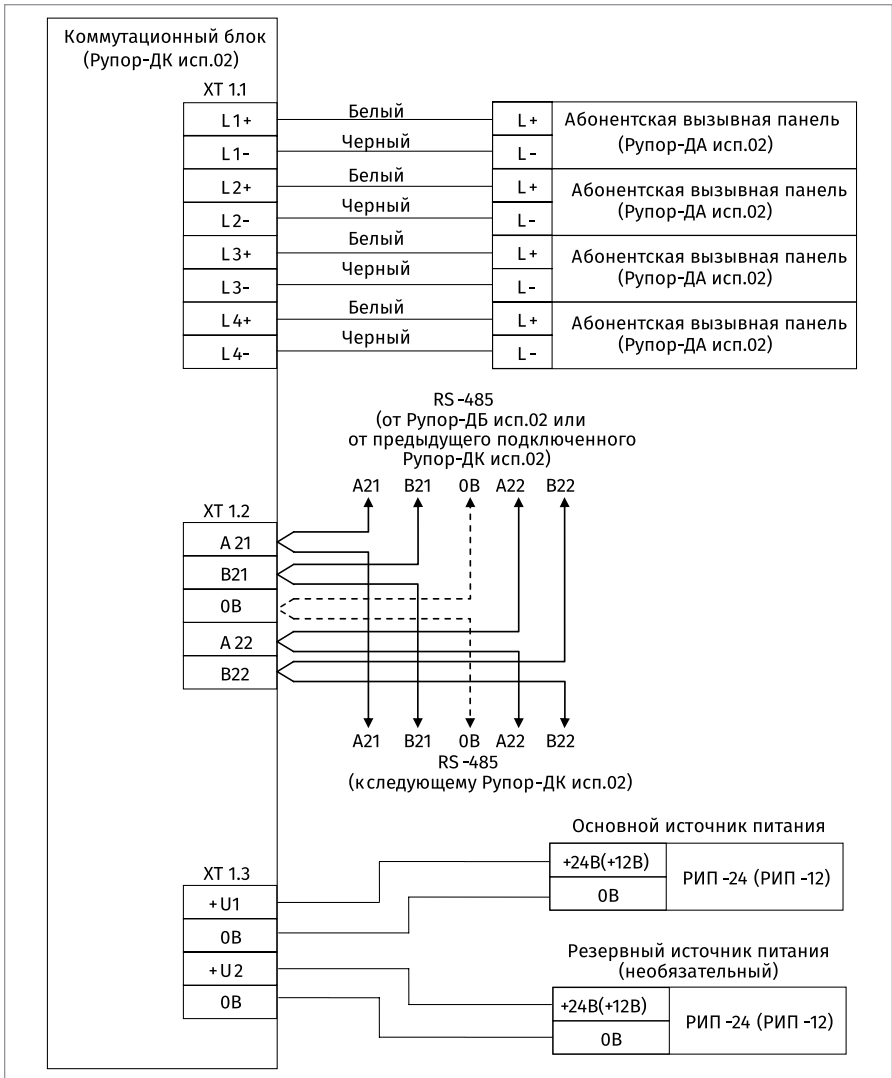 Коммутационный блок
(Рупор-ДК исп.02)
XT 1.1
L1+
Белый
L+
Абонентская вызывная панель
(Рупор-ДА исп.02)
L1-
Черный
L-
L2+
Белый
L+
Абонентская вызывная панель
(Рупор-ДА исп.02)
L2-
Черный
L-
L3+
Белый
L+
Абонентская вызывная панель
(Рупор-ДА исп.02)
L3-
Черный
L-
L4+
Белый
L+
Абонентская вызывная панель
(Рупор-ДА исп.02)
L4-
Черный
L-
RS-485
(от Рупор-ДБ исп.02 или
от предыдущего подключенного
Рупор-ДК исп.02)
A21 B21 0В A22 B22
XT 1.2
A 21
B21
0В
A 22
B22
A21 B21 0В A22 B22
RS-485
(к следующему Рупор-ДК исп.02)
Основной источник питания
+24В(+12В)
РИП-24 (РИП-12)
0В
XT 1.3
+U1
0В
+U2
0В
Резервный источник питания
(необязательный)
+24В(+12В)
РИП-24 (РИП-12)
0В